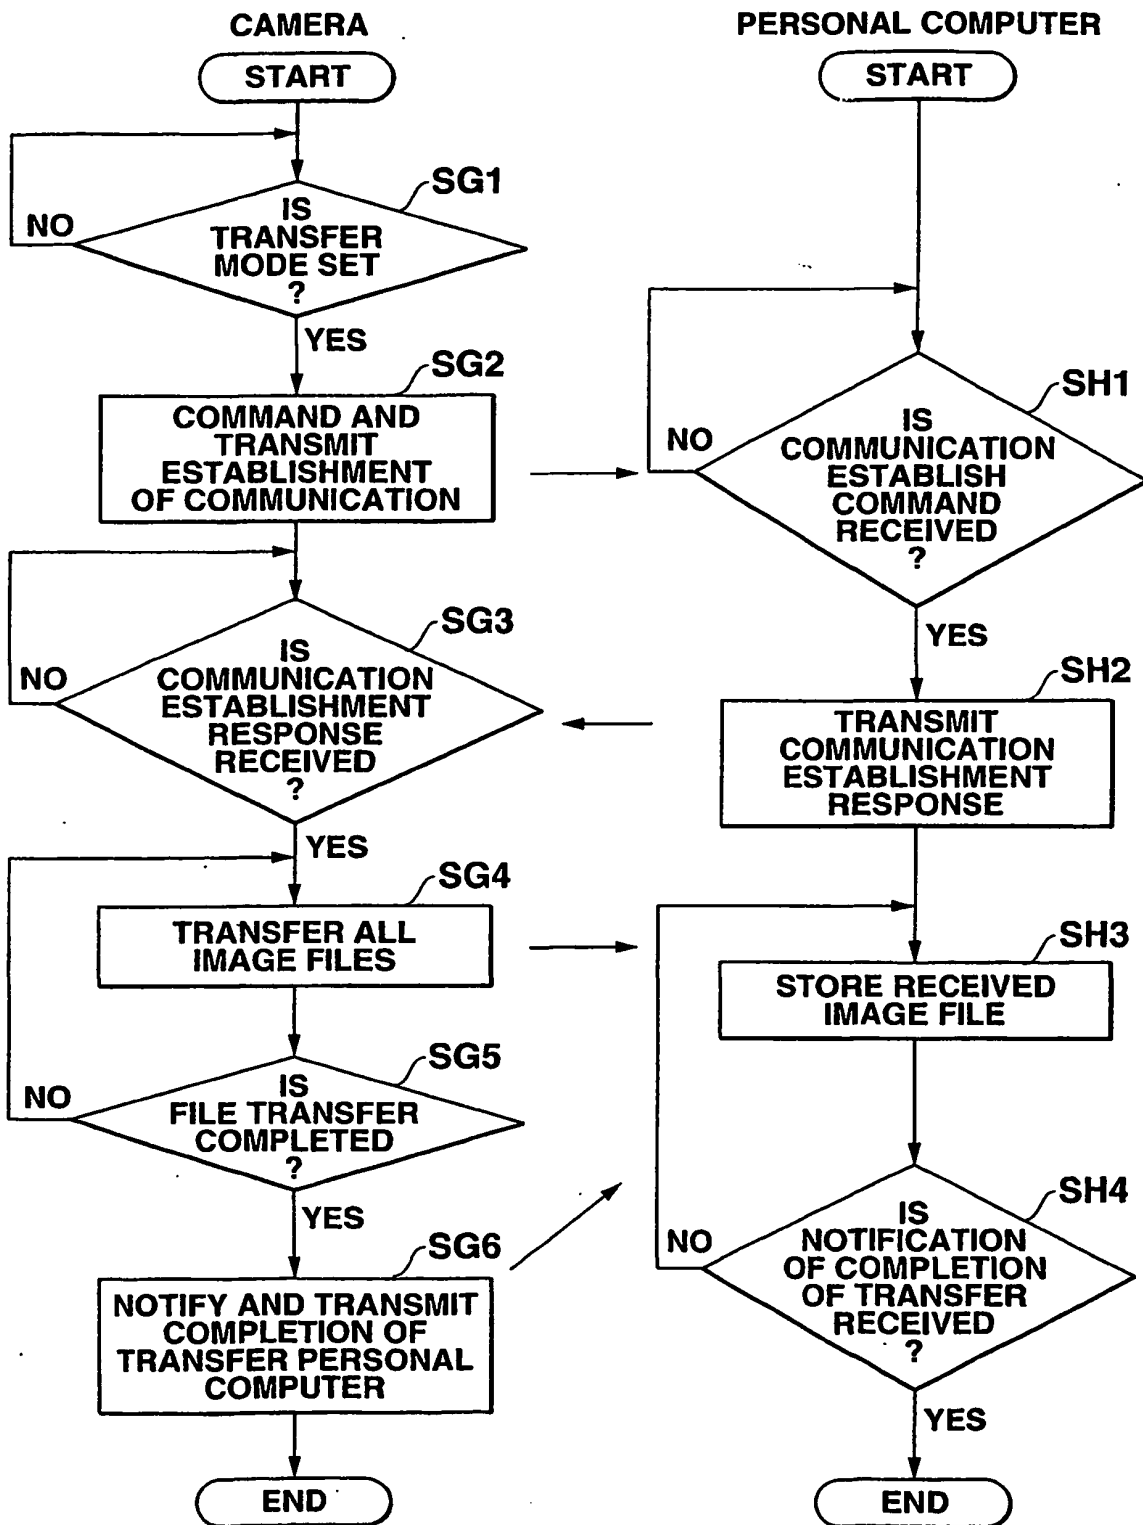 CAMERA
START
SG1
IS
TRANSFER
MODE SET
?
NO
YES
SG2
COMMAND AND
TRANSMIT
ESTABLISHMENT
OF COMMUNICATION
SG3
IS
COMMUNICATION
ESTABLISHMENT
RESPONSE
RECEIVED
?
NO
YES
SG4
TRANSFER ALL
IMAGE FILES
SG5
IS
FILE TRANSFER
COMPLETED
?
NO
YES
SG6
NOTIFY AND TRANSMIT
COMPLETION OF
TRANSFER PERSONAL
COMPUTER
END
PERSONAL COMPUTER
START
SH1
IS
COMMUNICATION
ESTABLISH
COMMAND
RECEIVED
?
NO
YES
SH2
TRANSMIT
COMMUNICATION
ESTABLISHMENT
RESPONSE
SH3
STORE RECEIVED
IMAGE FILE
SH4
IS
NOTIFICATION
OF COMPLETION
OF TRANSFER
RECEIVED
?
NO
YES
END